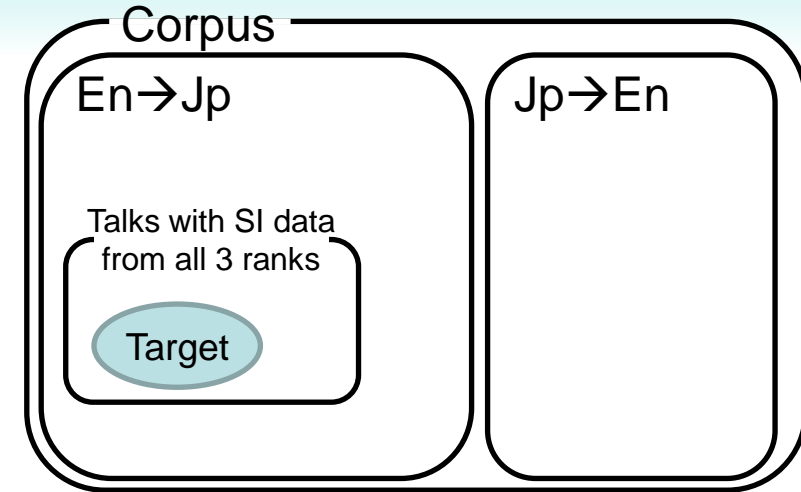 Corpus
En→Jp
Jp→En
Talks with SI data
from all 3 ranks
Target